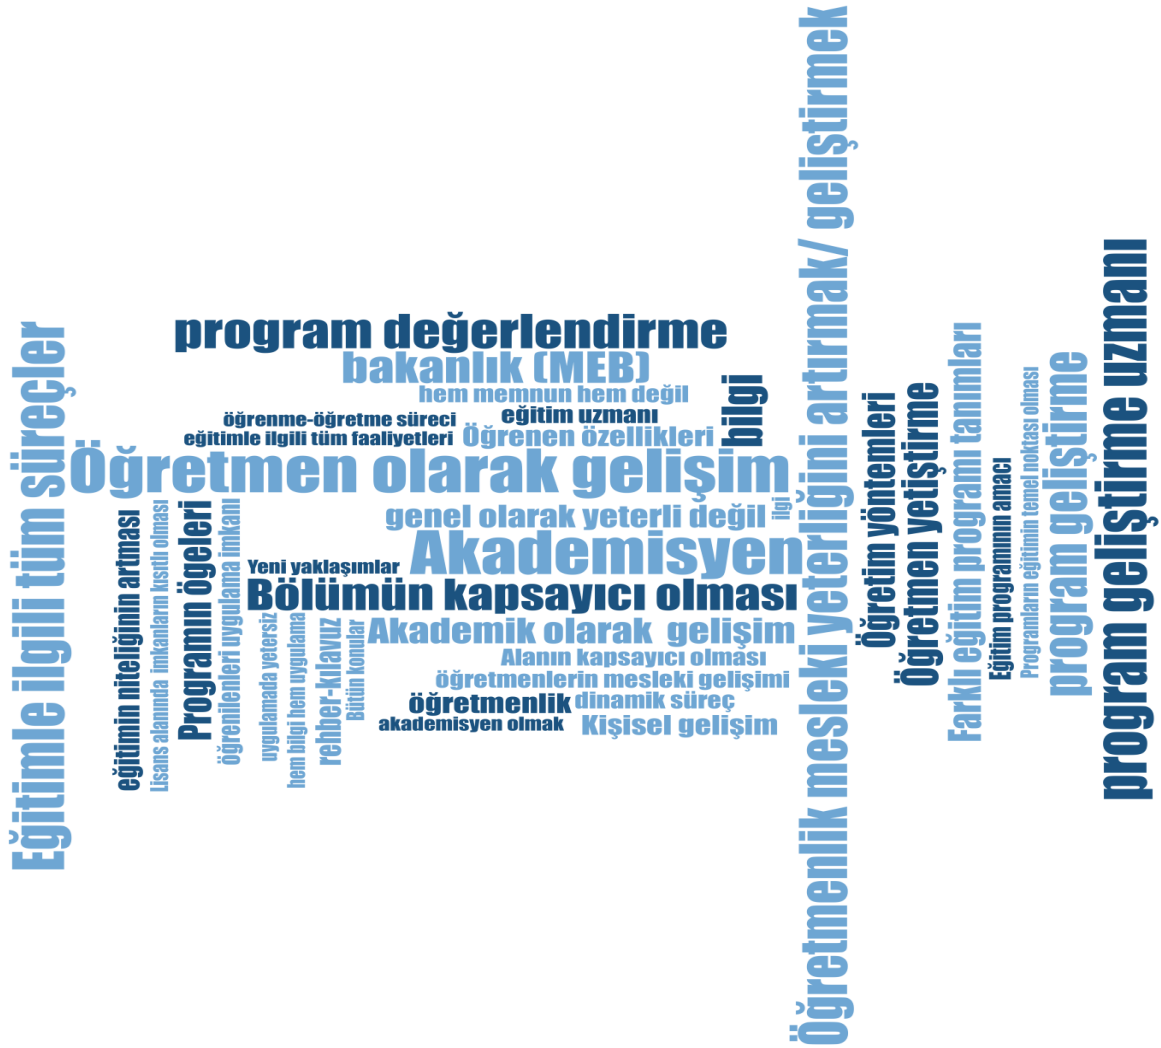 Eğitimle ilgili tüm süreçler
program değerlendirme
bakanlık (MEB)
hem memnun hem değil
öğrenme-öğretme süreci
eğitim uzmanı
eğitimle ilgili tüm faaliyetleri
Öğrenen özellikleri
bilgi
Öğretmen olarak gelişim
genel olarak yeterli değil
ilgi
Akademisyen
Yeni yaklaşımlar
Bölümün kapsayıcı olması
Akademik olarak gelişim
Alanın kapsayıcı olması
öğretmenlerin mesleki gelişimi
öğretmenlik
dinamik süreç
akademisyen olmak
Kişisel gelişim
eğitimin niteliğinin artması
Lisans alanında imkanların kısıtlı olması
Programın ögeleri
öğrenilenleri uygulama imkanı
uygulamada yetersiz
hem bilgi hem uygulama
rehber-kılavuz
Bütün konular
Öğretmenlik mesleki yeterliğini artırmak/ geliştirmek
Öğretim yöntemleri
Öğretmen yetiştirme
Farklı eğitim programı tanımları
Eğitim programının amacı
Programların eğitimin temel noktası olması
program geliştirme
program geliştirme uzmanı